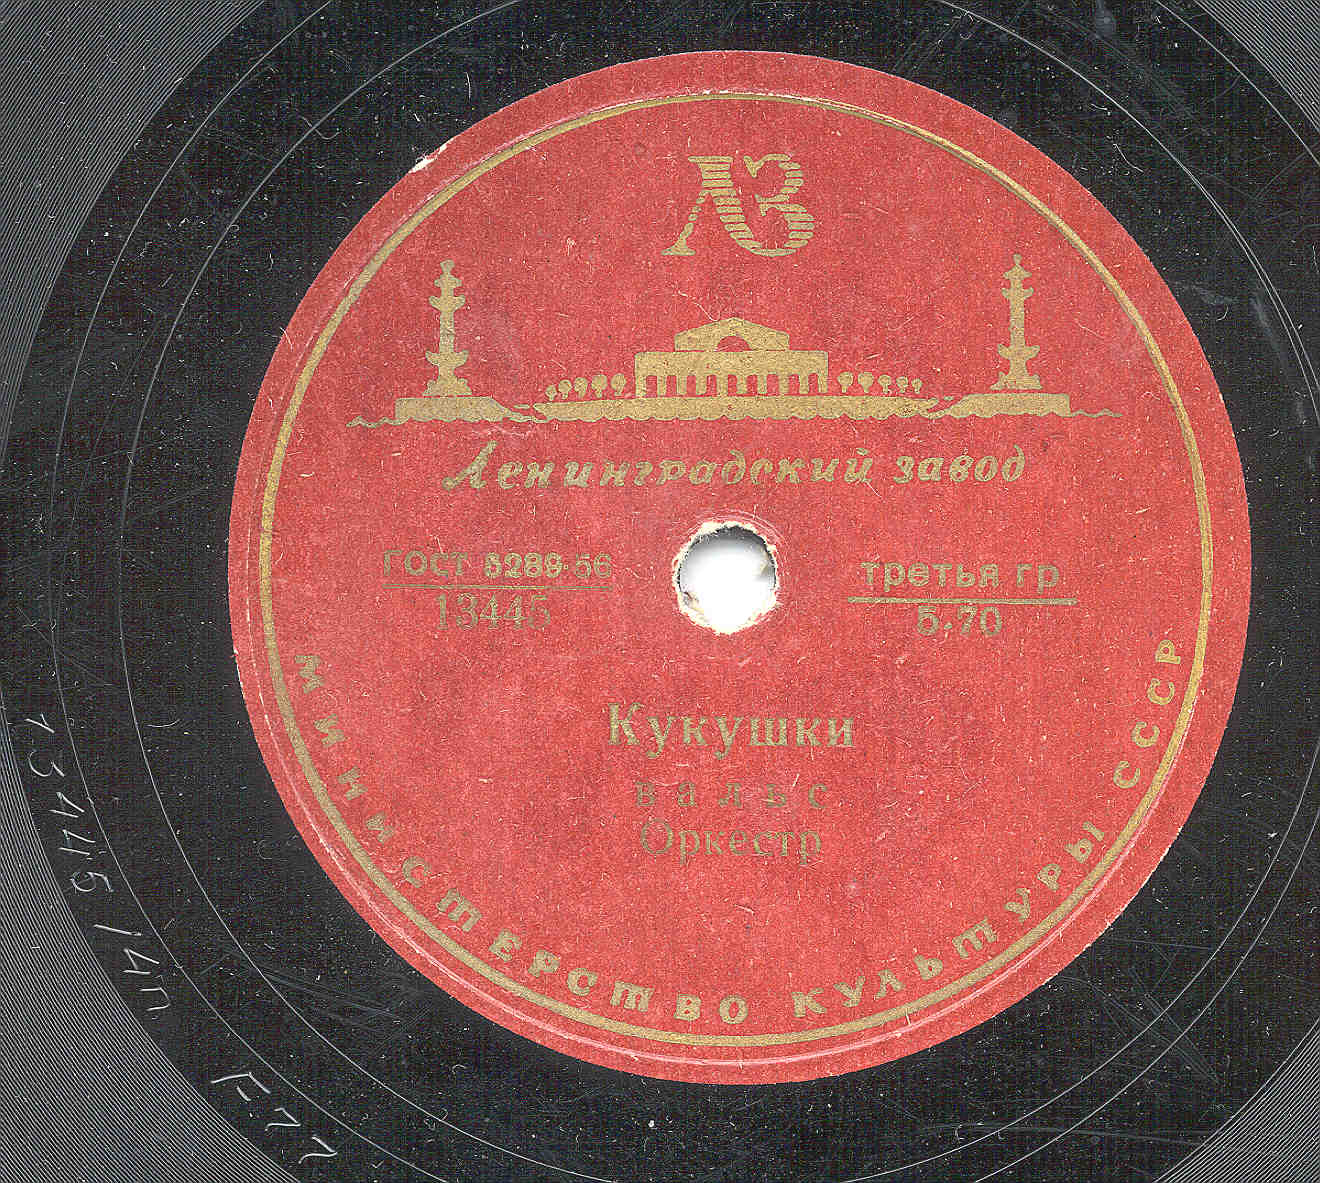 ЛЗ
Ленинградский завод
ГОСТ 5289-56
13445
третья гр
5-70
Кукушки
вальс
Оркестр
МИНИСТЕРСТВО КУЛЬТУРЫ СССР
13445